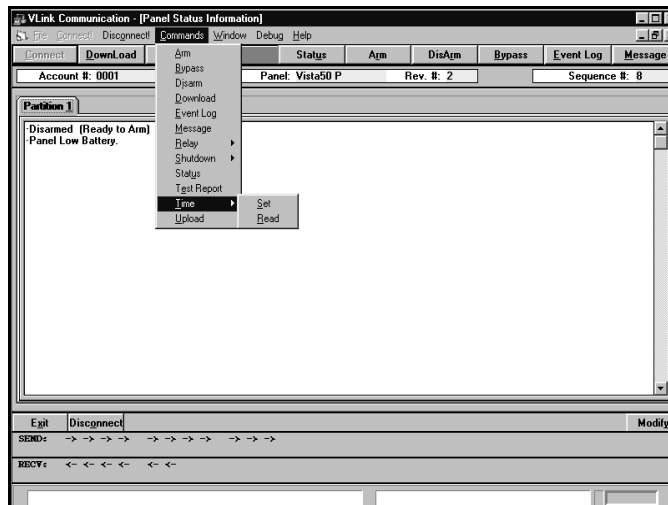 VLink Communication - [Panel Status Information]
File Connect! Disconnect! Commands Window Debug Help
Connect DownLoad Status Arm DisArm Bypass Event Log Message
Account #: 0001 Panel: Vista50 P Rev. #: 2 Sequence #: 8
Partition 1
·Disarmed (Ready to Arm)
·Panel Low Battery.
Arm
Bypass
Disarm
Download
Event Log
Message
Relay
Shutdown
Status
Test Report
Time
Upload
Set
Read
Exit Disconnect Modify
SEND: -> -> -> -> -> -> -> -> -> -> ->
RECV: <- <- <- <- <- <-